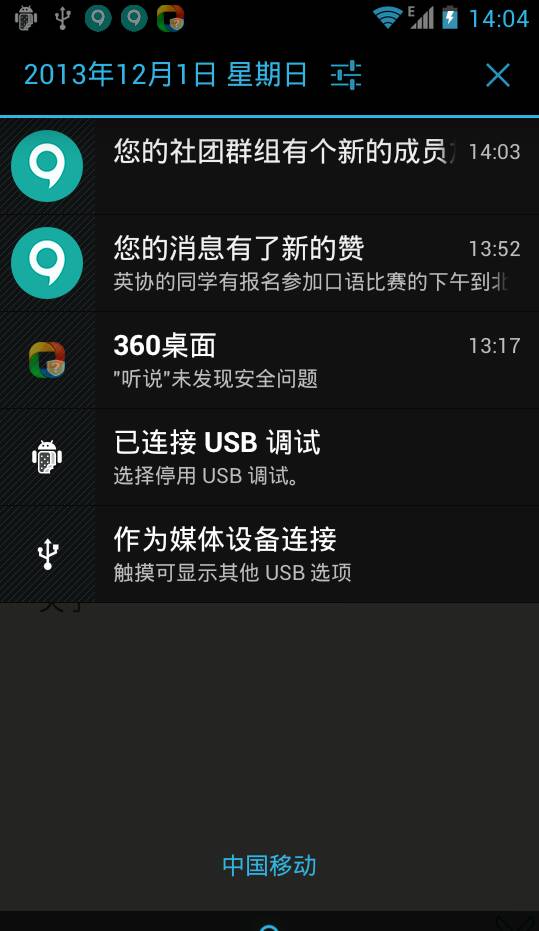 E
14:04
2013年12月1日 星期日
您的社团群组有个新的成员
14:03
您的消息有了新的赞
13:52
英协的同学有报名参加口语比赛的下午到北
360桌面
13:17
"听说"未发现安全问题
已连接 USB 调试
选择停用 USB 调试。
作为媒体设备连接
触摸可显示其他 USB 选项
中国移动